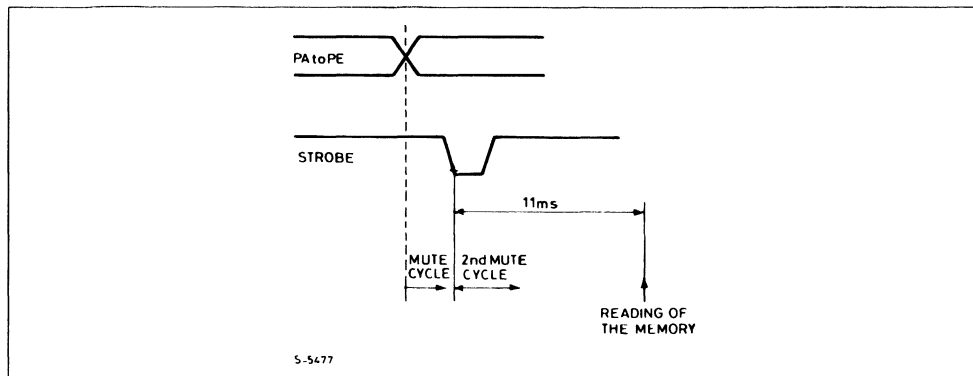 PA to PE
STROBE
11ms
MUTE CYCLE
2nd MUTE CYCLE
READING OF
THE MEMORY
S-5477